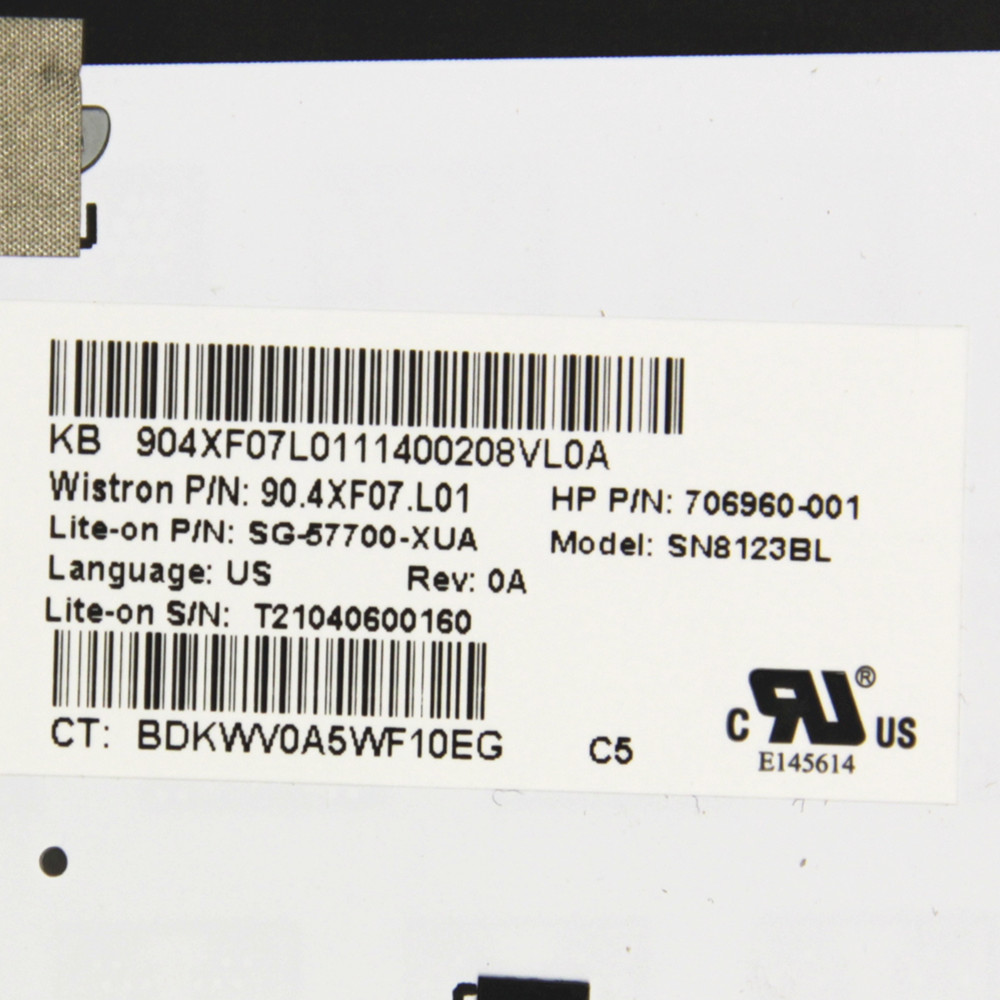 KB 904XF07L0111400208VL0A
Wistron P/N: 90.4XF07.L01 HP P/N: 706960-001
Lite-on P/N: SG-57700-XUA Model: SN8123BL
Language: US Rev: 0A
Lite-on S/N: T21040600160
CT: BDKWV0A5WF10EG C5
C RU ® US
E145614